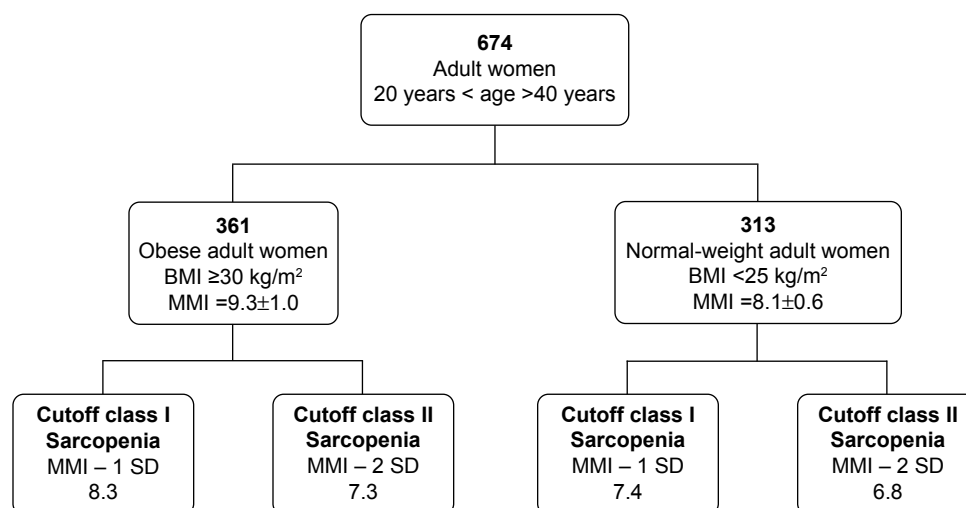 674
Adult women
20 years < age >40 years
361
Obese adult women
BMI ≥30 kg/m²
MMI =9.3±1.0
313
Normal-weight adult women
BMI <25 kg/m²
MMI =8.1±0.6
Cutoff class I
Sarcopenia
MMI – 1 SD
8.3
Cutoff class II
Sarcopenia
MMI – 2 SD
7.3
Cutoff class I
Sarcopenia
MMI – 1 SD
7.4
Cutoff class II
Sarcopenia
MMI – 2 SD
6.8